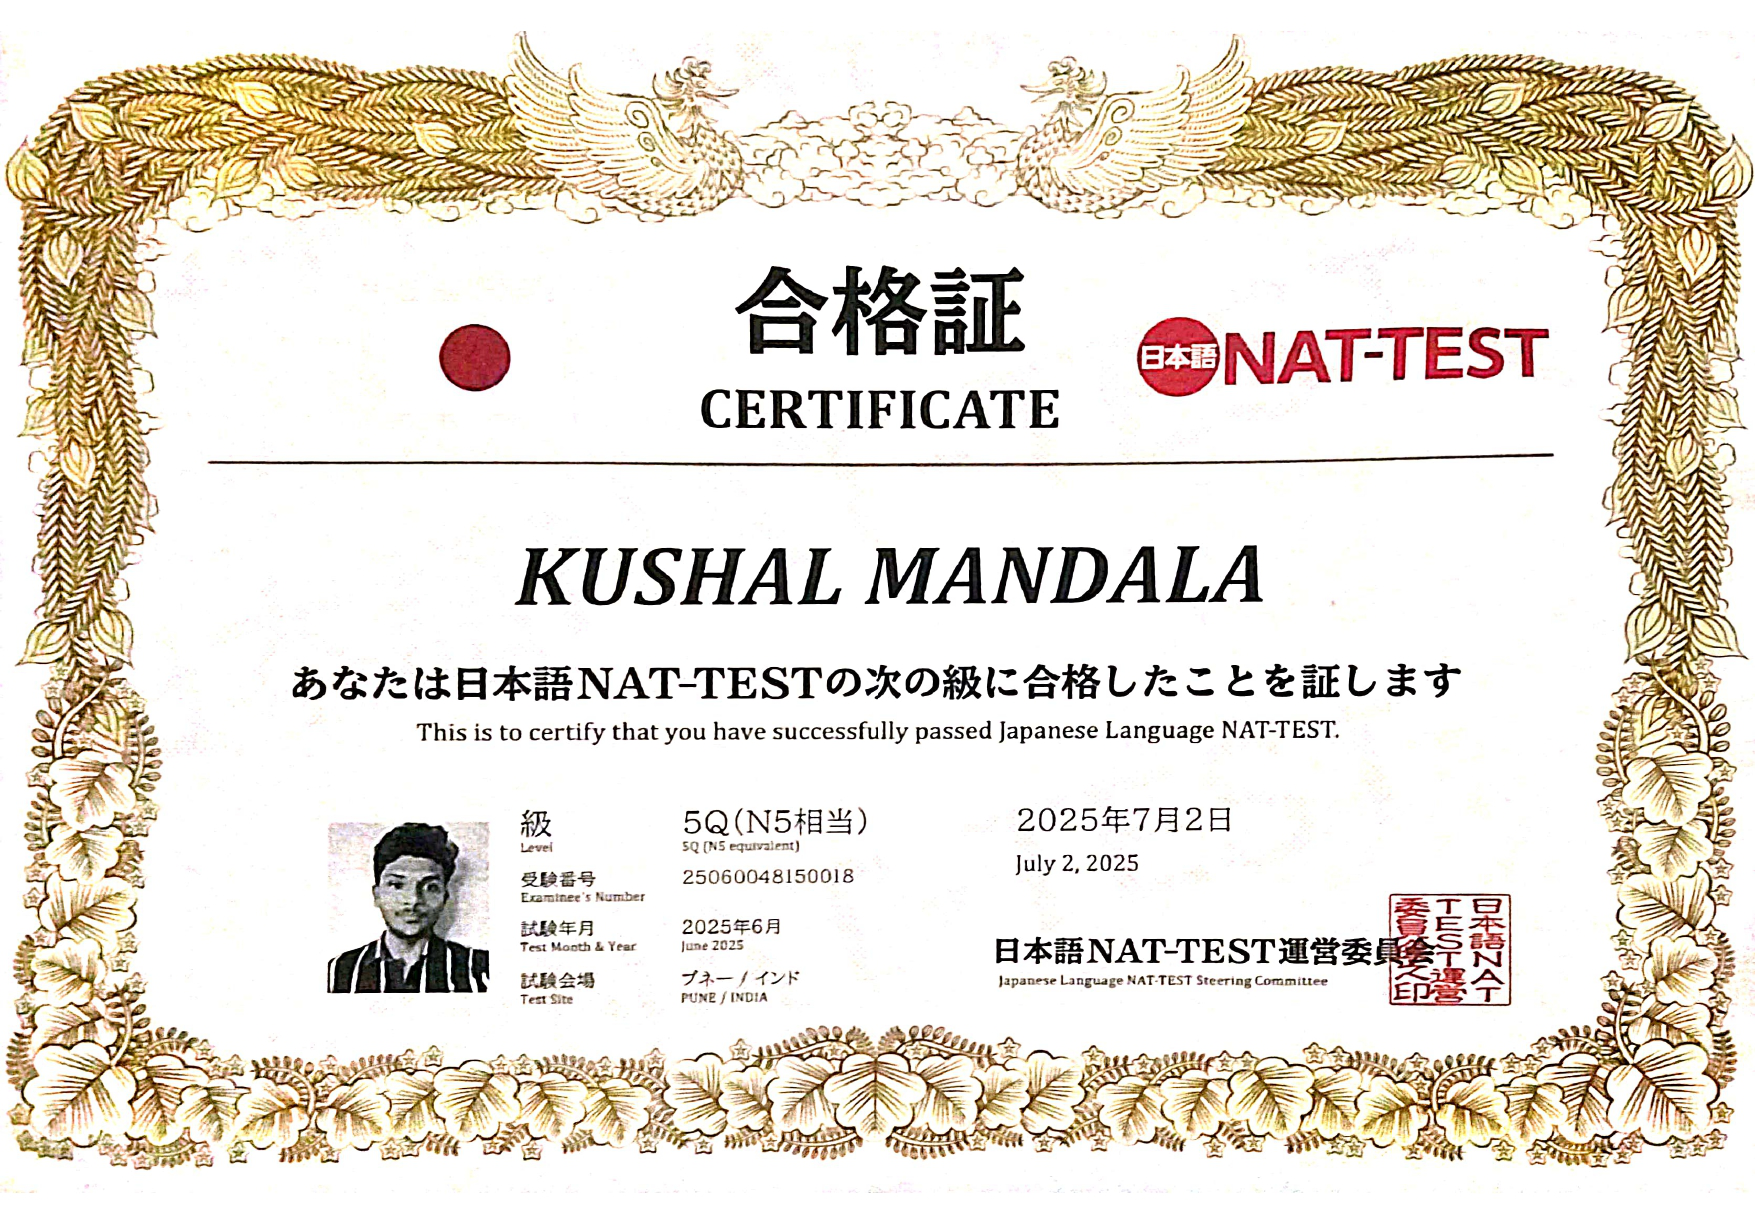 合格証
CERTIFICATE
日本語 NAT-TEST
KUSHAL MANDALA
あなたは日本語NAT-TESTの次の級に合格したことを証します
This is to certify that you have successfully passed Japanese Language NAT-TEST.
級 5Q(N5相当)
Level 5Q (N5 equivalent)
受験番号 25060048150018
Examinee's Number
試験年月 2025年6月
Test Month & Year June 2025
試験会場 プネー / インド
Test Site PUNE / INDIA
2025年7月2日
July 2, 2025
日本語NAT-TEST運営委員会
Japanese Language NAT-TEST Steering Committee
日本語NAT
TEST運営
委員会之印